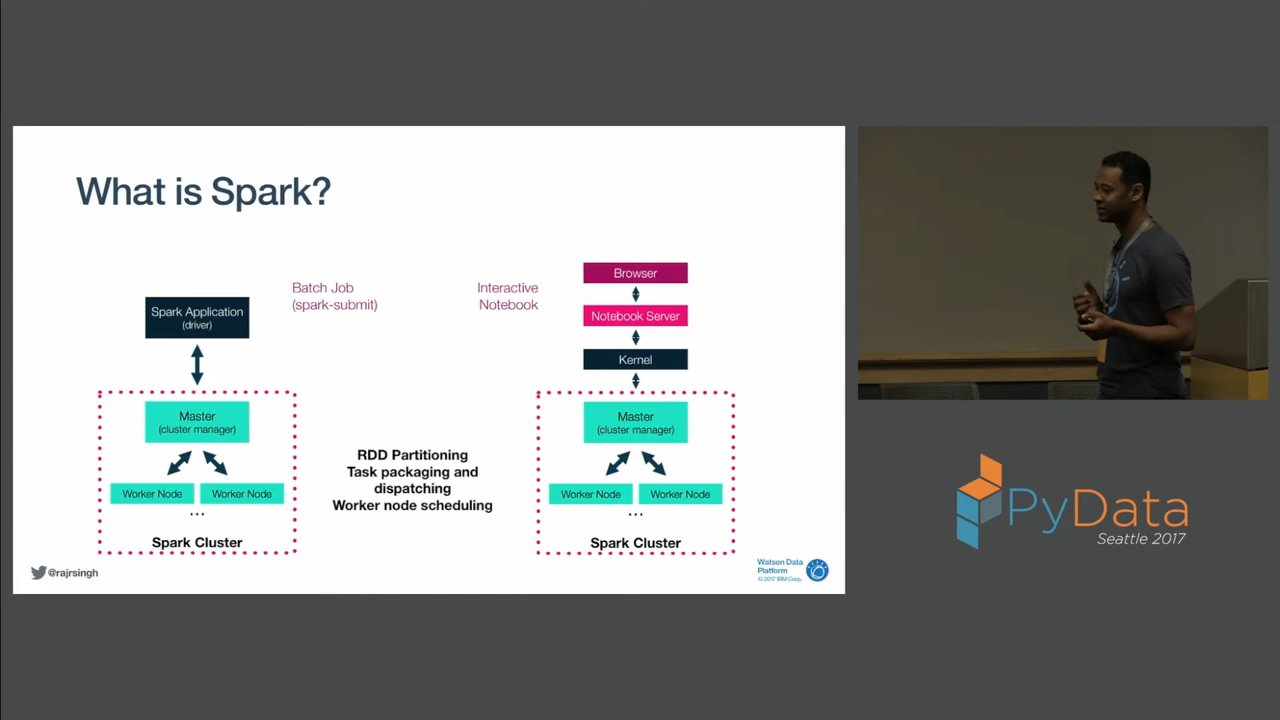 What is Spark?
Batch Job
(spark-submit)
Spark Application
(driver)
Master
(cluster manager)
Worker Node
Worker Node
...
Spark Cluster
RDD Partitioning
Task packaging and
dispatching
Worker node scheduling
Interactive
Notebook
Browser
Notebook Server
Kernel
Master
(cluster manager)
Worker Node
Worker Node
...
Spark Cluster
@rajrsingh
Watson Data
Platform
© 2017 IBM Corp.
PyData
Seattle 2017